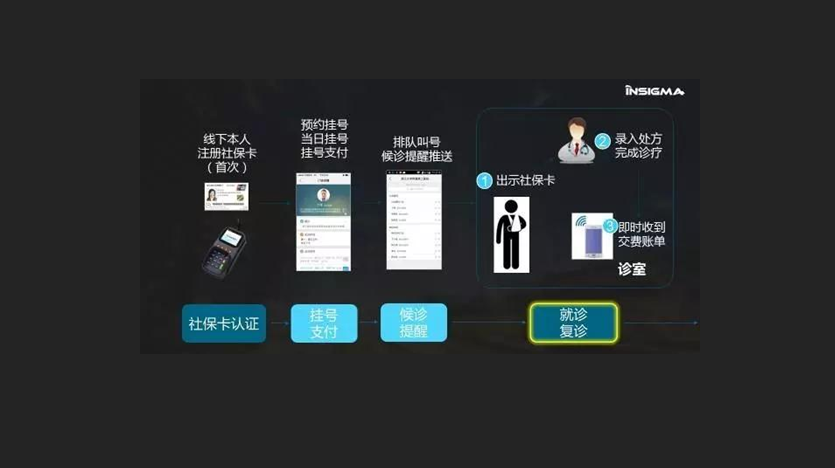 INSIGMA
线下本人
注册社保卡
（首次）
预约挂号
当日挂号
挂号支付
排队叫号
候诊提醒推送
1 出示社保卡
2 录入处方
完成诊疗
3 即时收到
交费账单
诊室
社保卡认证
挂号
支付
候诊
提醒
就诊
复诊